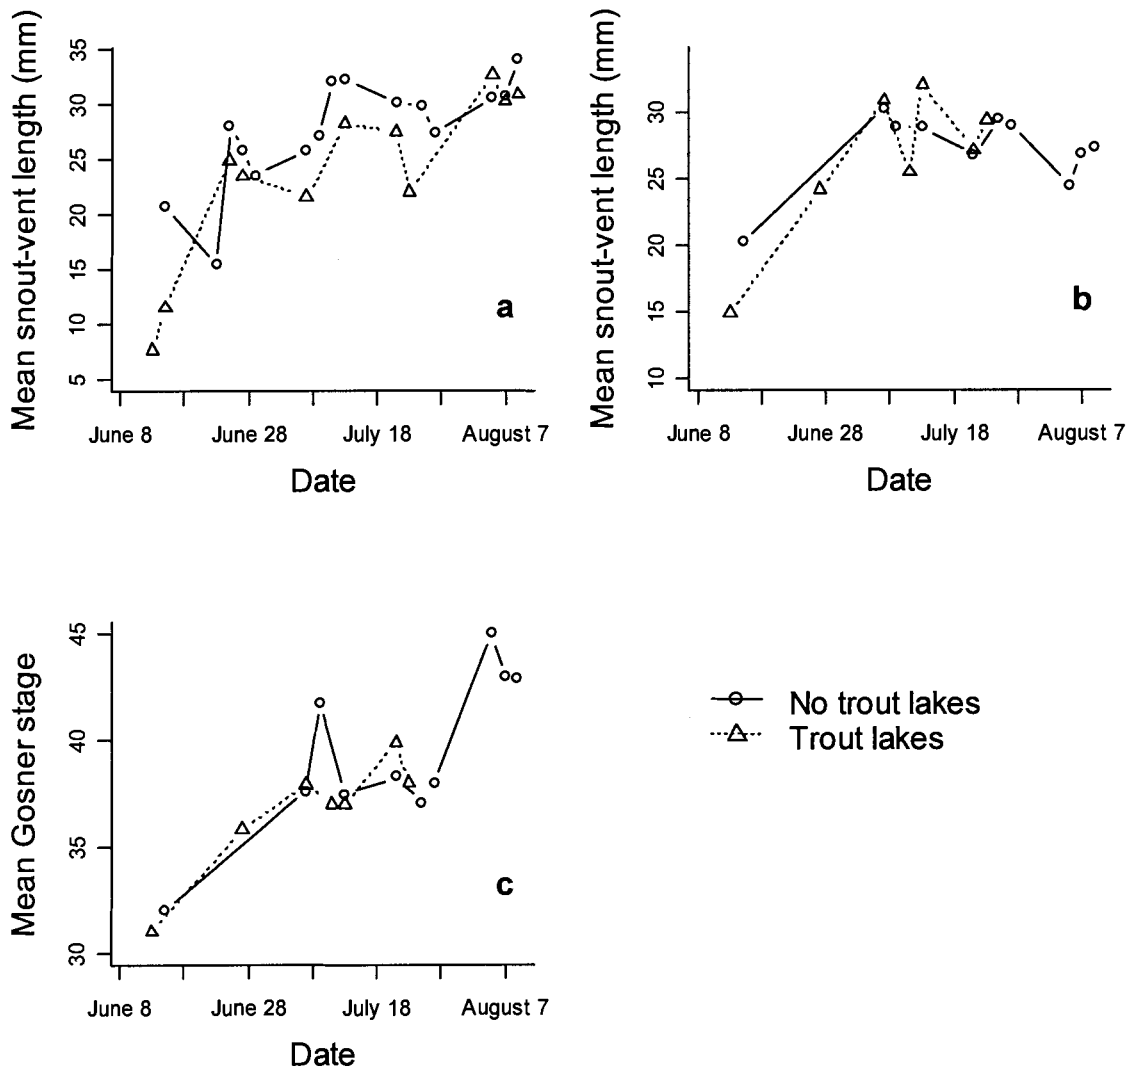 Mean snout-vent length (mm)
35
30
25
20
15
10
5
a
June 8
June 28
July 18
August 7
Date
Mean snout-vent length (mm)
30
25
20
15
10
b
June 8
June 28
July 18
August 7
Date
Mean Gosner stage
45
40
35
30
c
June 8
June 28
July 18
August 7
Date
No trout lakes
Trout lakes